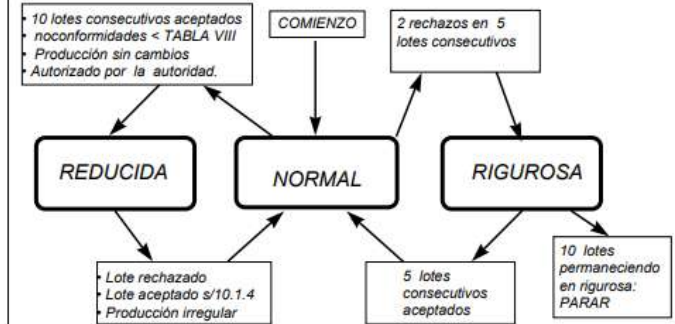 • 10 lotes consecutivos aceptados
• noconformidades < TABLA VIII
• Producción sin cambios
• Autorizado por la autoridad.
COMIENZO
2 rechazos en 5
lotes consecutivos
REDUCIDA
NORMAL
RIGUROSA
• Lote rechazado
• Lote aceptado s/10.1.4
• Producción irregular
5 lotes
consecutivos
aceptados
10 lotes
permaneciendo
en rigurosa:
PARAR